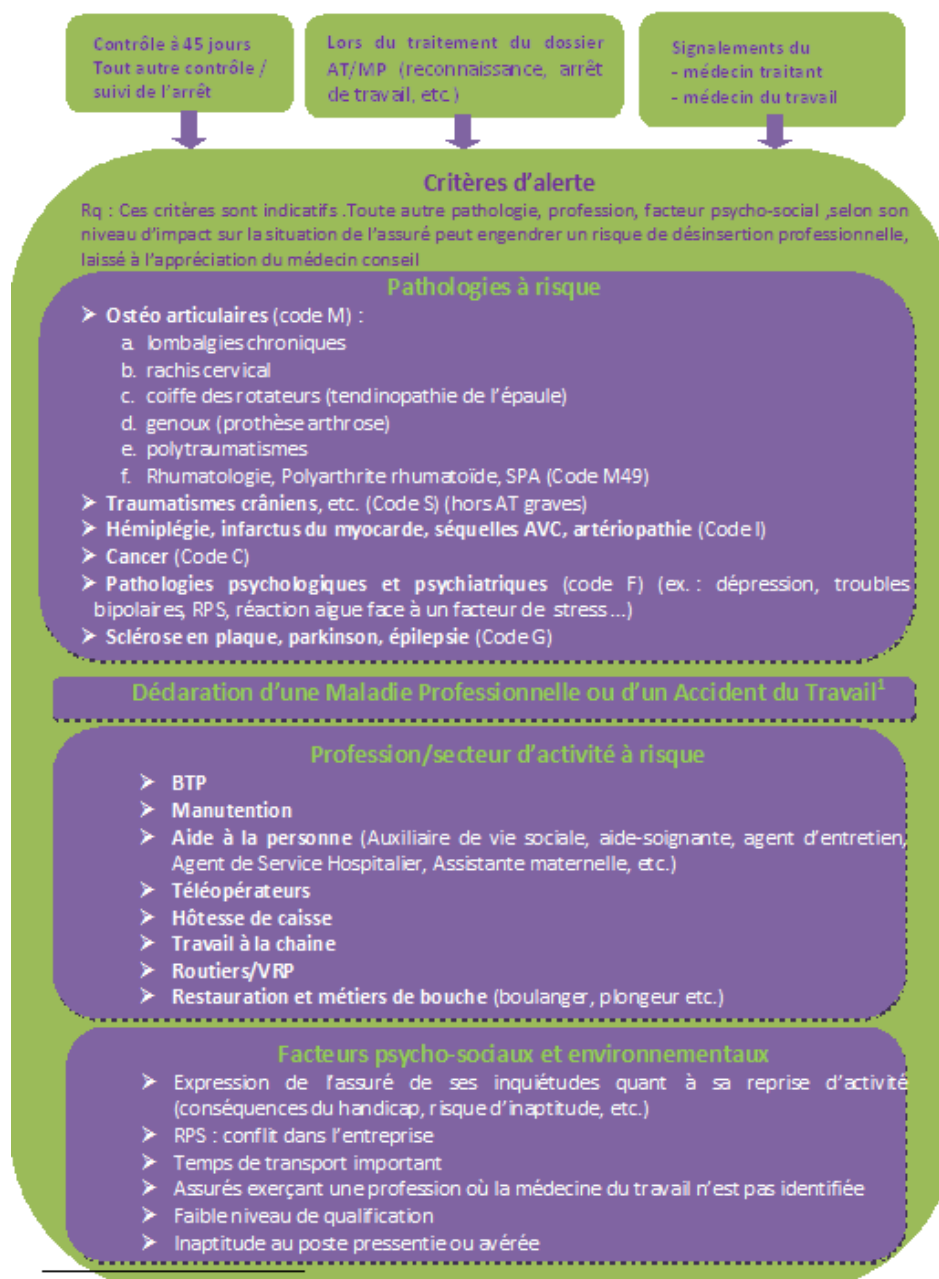 Contrôle à 45 jours
Tout autre contrôle /
suivi de l'arrêt
Lors du traitement du dossier
AT/MP (reconnaissance, arrêt
de travail, etc.)
Signalements du
- médecin traitant
- médecin du travail
Critères d'alerte
Rq : Ces critères sont indicatifs .Toute autre pathologie, profession, facteur psycho-social ,selon son
niveau d'impact sur la situation de l'assuré peut engendrer un risque de désinsertion professionnelle,
laissé à l'appréciation du médecin conseil
Pathologies à risque
➢ Ostéo articulaires (code M) :
a. lombalgies chroniques
b. rachis cervical
c. coiffe des rotateurs (tendinopathie de l'épaule)
d. genoux (prothèse arthrose)
e. polytraumatismes
f. Rhumatologie, Polyarthrite rhumatoïde, SPA (Code M49)
➢ Traumatismes crâniens, etc. (Code S) (hors AT graves)
➢ Hémiplégie, infarctus du myocarde, séquelles AVC, artériopathie (Code I)
➢ Cancer (Code C)
➢ Pathologies psychologiques et psychiatriques (code F) (ex. : dépression, troubles
bipolaires, RPS, réaction aigue face à un facteur de stress ...)
➢ Sclérose en plaque, parkinson, épilepsie (Code G)
Déclaration d'une Maladie Professionnelle ou d'un Accident du Travail¹
Profession/secteur d'activité à risque
➢ BTP
➢ Manutention
➢ Aide à la personne (Auxiliaire de vie sociale, aide-soignante, agent d'entretien,
Agent de Service Hospitalier, Assistante maternelle, etc.)
➢ Téléopérateurs
➢ Hôtesse de caisse
➢ Travail à la chaine
➢ Routiers/VRP
➢ Restauration et métiers de bouche (boulanger, plongeur etc.)
Facteurs psycho-sociaux et environnementaux
➢ Expression de l'assuré de ses inquiétudes quant à sa reprise d'activité
(conséquences du handicap, risque d'inaptitude, etc.)
➢ RPS : conflit dans l'entreprise
➢ Temps de transport important
➢ Assurés exerçant une profession où la médecine du travail n'est pas identifiée
➢ Faible niveau de qualification
➢ Inaptitude au poste pressentie ou avérée